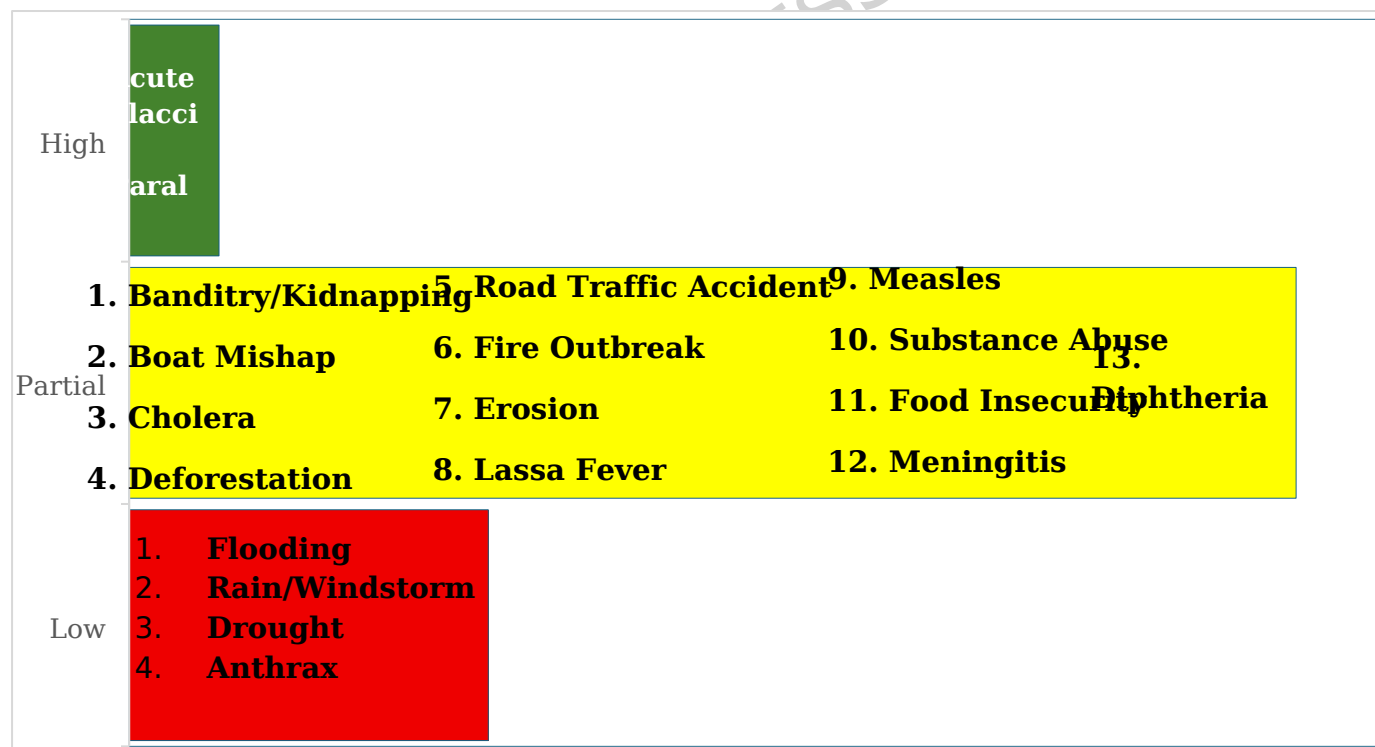 High
cute
lacci
aral
Partial
1. Banditry/Kidnapping
2. Boat Mishap
3. Cholera
4. Deforestation
5. Road Traffic Accident
6. Fire Outbreak
7. Erosion
8. Lassa Fever
9. Measles
10. Substance Abuse
11. Food Insecurity
12. Meningitis
13.
Diphtheria
Low
1. Flooding
2. Rain/Windstorm
3. Drought
4. Anthrax